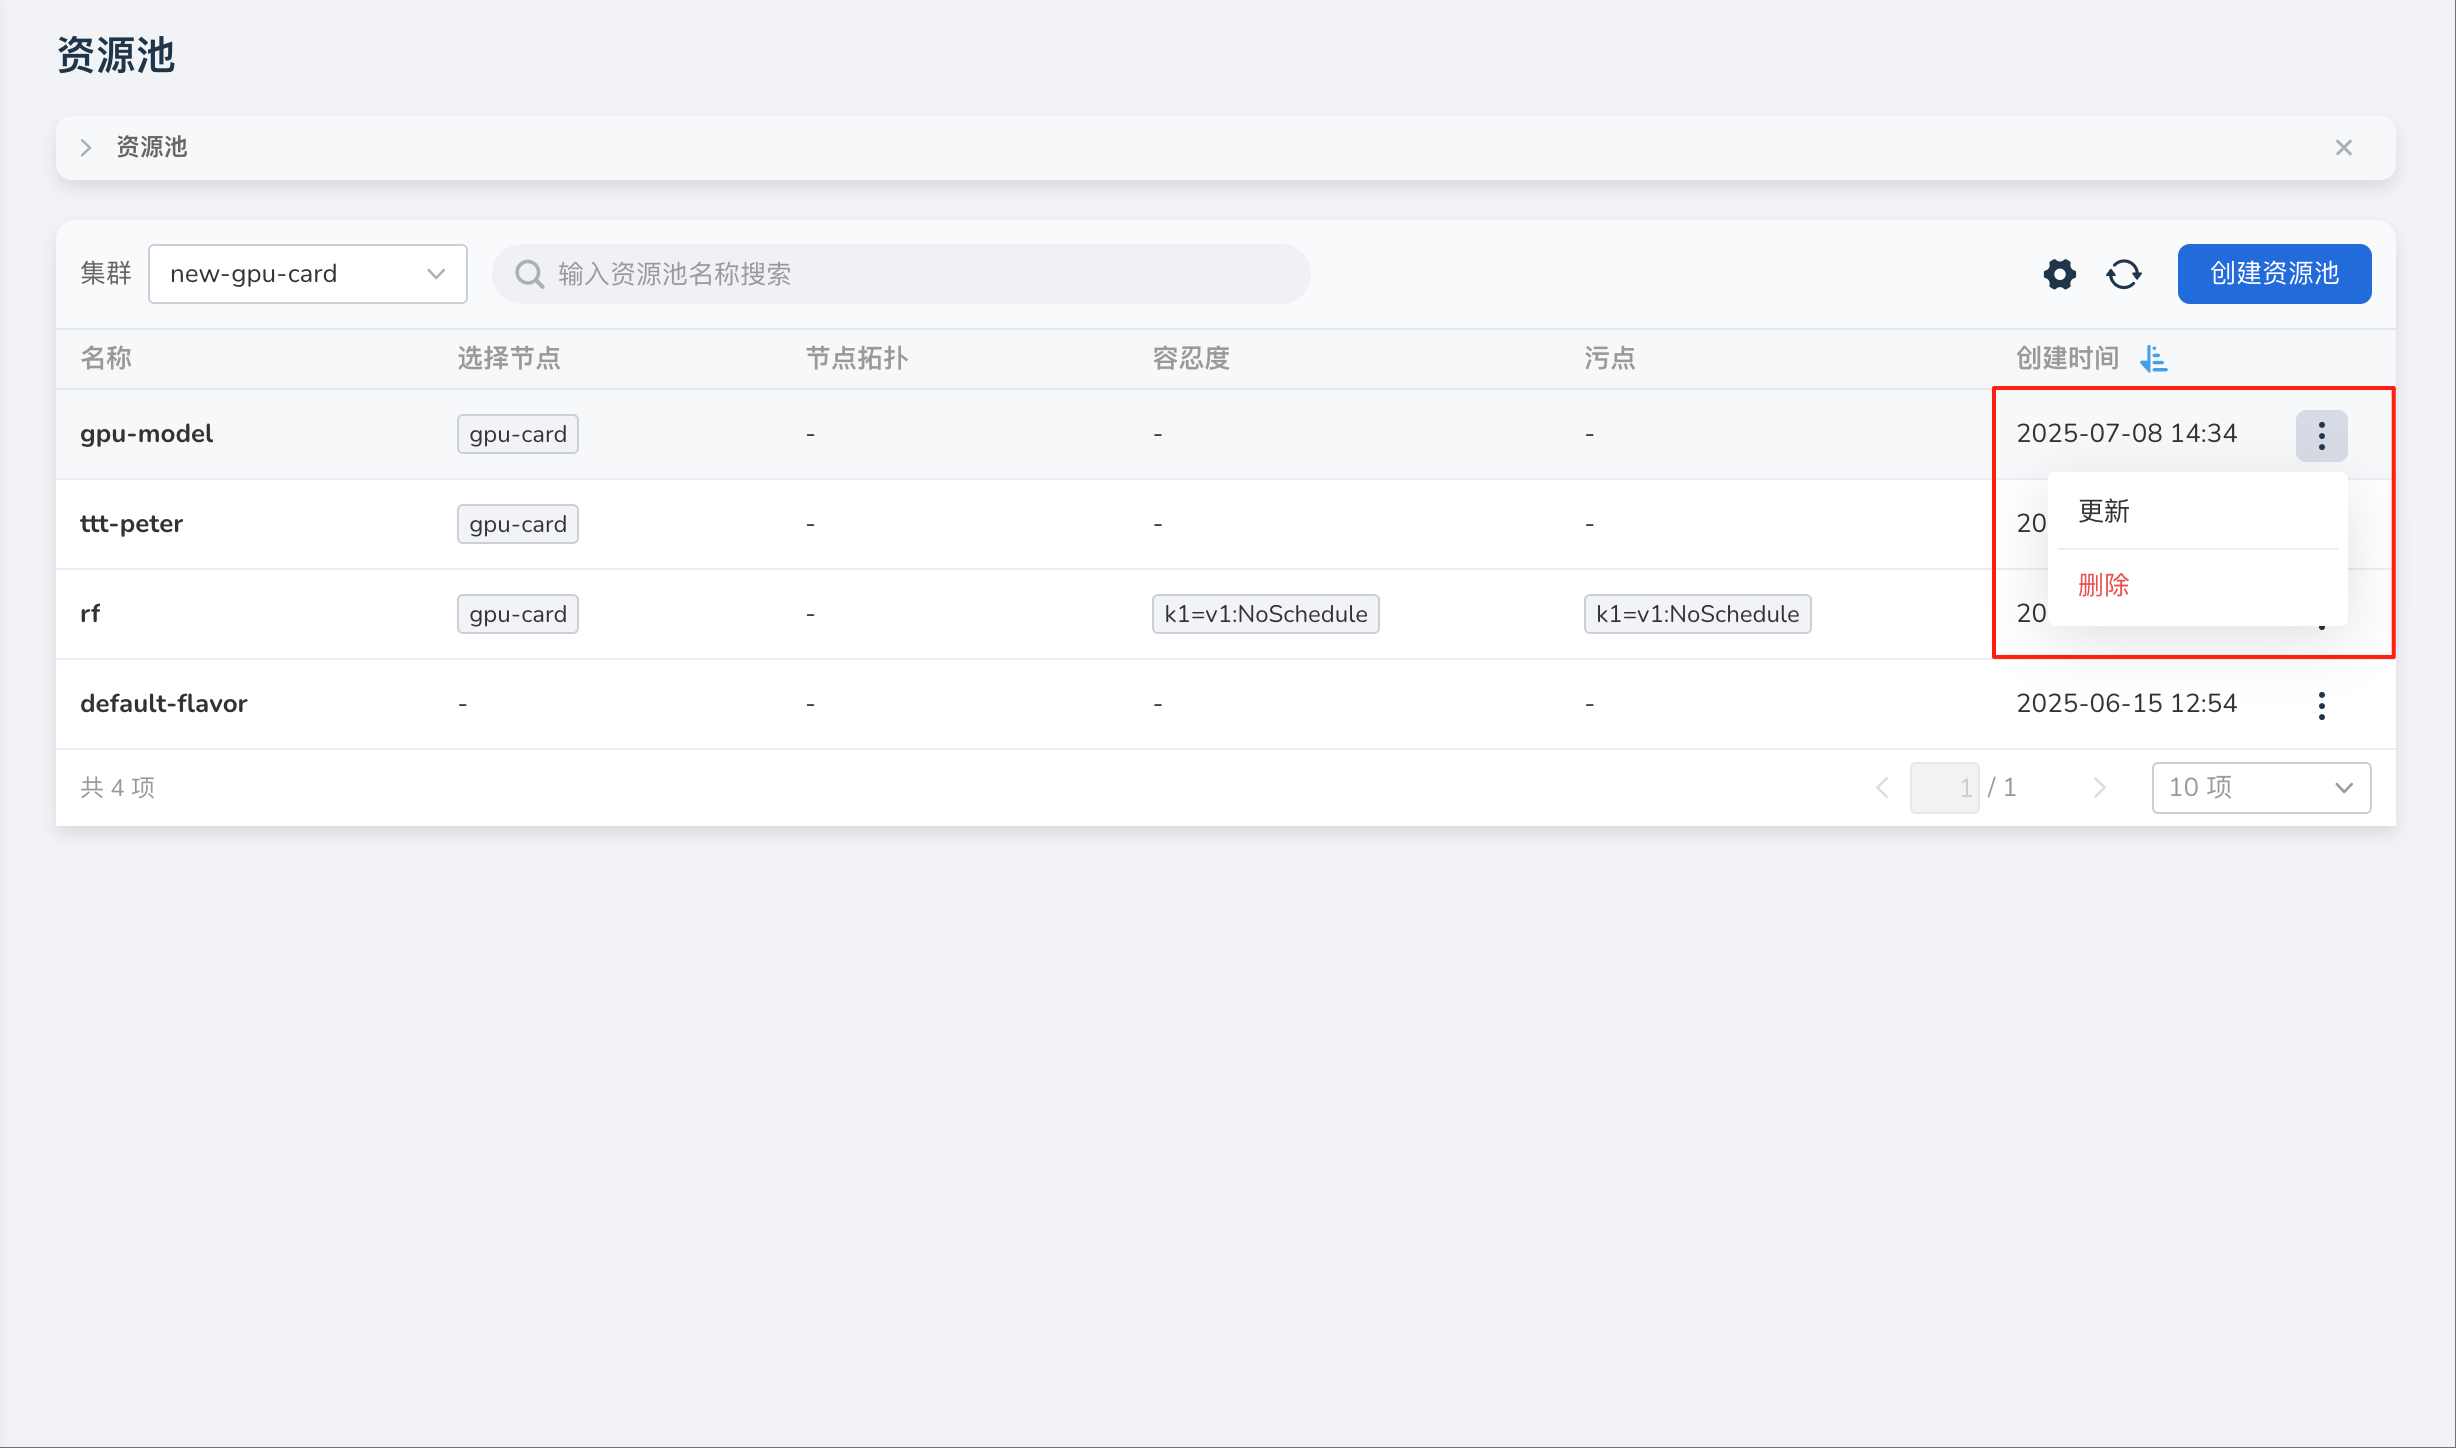 资源池
资源池
集群 new-gpu-card 输入资源池名称搜索 创建资源池
名称 选择节点 节点拓扑 容忍度 污点 创建时间
gpu-model gpu-card - - - 2025-07-08 14:34
更新
ttt-peter gpu-card - - - 20
删除
rf gpu-card - k1=v1:NoSchedule k1=v1:NoSchedule 20
default-flavor - - - - 2025-06-15 12:54
共 4 项 1 / 1 10 项